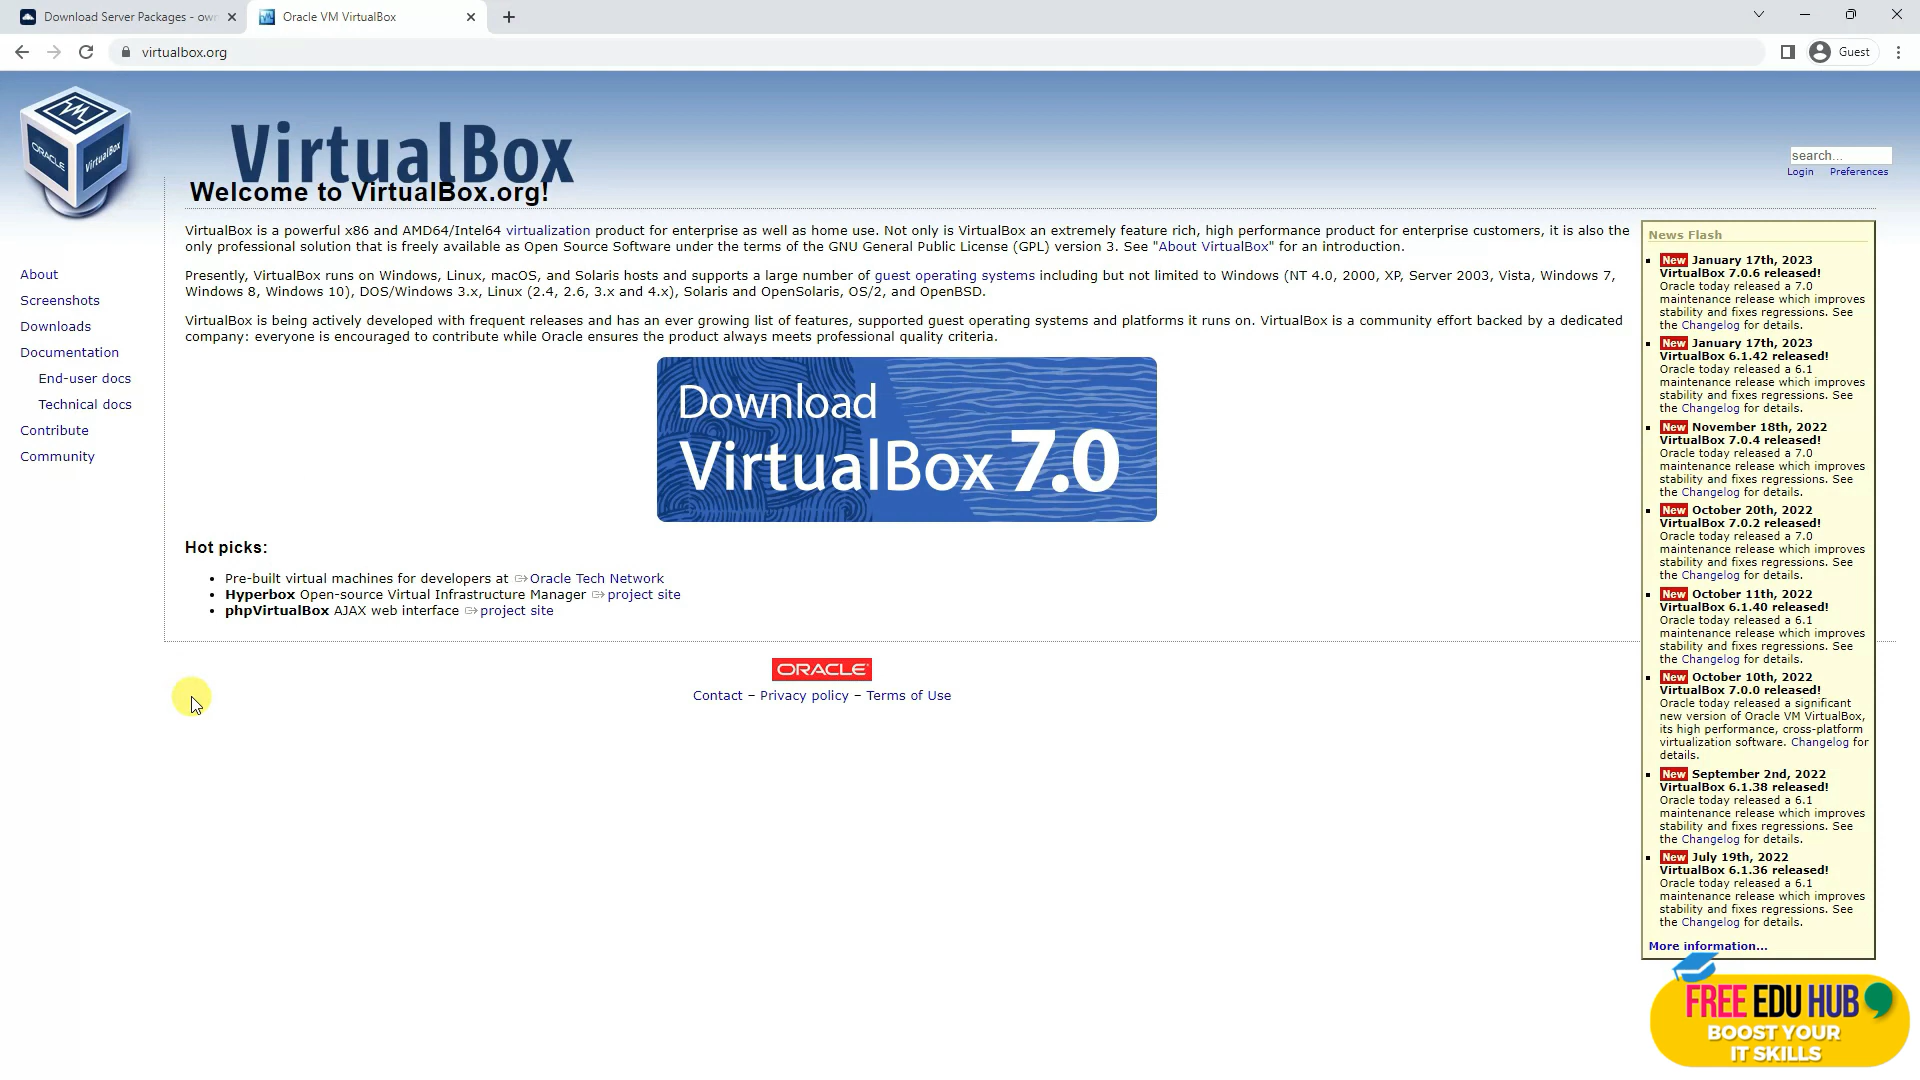 Download Server Packages - own
Oracle VM VirtualBox
virtualbox.org
Guest
ORACLE
VirtualBox
VirtualBox
search...
Login Preferences
Welcome to VirtualBox.org!
About
Screenshots
Downloads
Documentation
End-user docs
Technical docs
Contribute
Community
VirtualBox is a powerful x86 and AMD64/Intel64 virtualization product for enterprise as well as home use. Not only is VirtualBox an extremely feature rich, high performance product for enterprise customers, it is also the
only professional solution that is freely available as Open Source Software under the terms of the GNU General Public License (GPL) version 3. See "About VirtualBox" for an introduction.
Presently, VirtualBox runs on Windows, Linux, macOS, and Solaris hosts and supports a large number of guest operating systems including but not limited to Windows (NT 4.0, 2000, XP, Server 2003, Vista, Windows 7,
Windows 8, Windows 10), DOS/Windows 3.x, Linux (2.4, 2.6, 3.x and 4.x), Solaris and OpenSolaris, OS/2, and OpenBSD.
VirtualBox is being actively developed with frequent releases and has an ever growing list of features, supported guest operating systems and platforms it runs on. VirtualBox is a community effort backed by a dedicated
company: everyone is encouraged to contribute while Oracle ensures the product always meets professional quality criteria.
Download
VirtualBox 7.0
Hot picks:
• Pre-built virtual machines for developers at Oracle Tech Network
• Hyperbox Open-source Virtual Infrastructure Manager project site
• phpVirtualBox AJAX web interface project site
ORACLE
Contact – Privacy policy – Terms of Use
News Flash
New January 17th, 2023
VirtualBox 7.0.6 released!
Oracle today released a 7.0
maintenance release which improves
stability and fixes regressions. See
the Changelog for details.
New January 17th, 2023
VirtualBox 6.1.42 released!
Oracle today released a 6.1
maintenance release which improves
stability and fixes regressions. See
the Changelog for details.
New November 18th, 2022
VirtualBox 7.0.4 released!
Oracle today released a 7.0
maintenance release which improves
stability and fixes regressions. See
the Changelog for details.
New October 20th, 2022
VirtualBox 7.0.2 released!
Oracle today released a 7.0
maintenance release which improves
stability and fixes regressions. See
the Changelog for details.
New October 11th, 2022
VirtualBox 6.1.40 released!
Oracle today released a 6.1
maintenance release which improves
stability and fixes regressions. See
the Changelog for details.
New October 10th, 2022
VirtualBox 7.0.0 released!
Oracle today released a significant
new version of Oracle VM VirtualBox,
its high performance, cross-platform
virtualization software. Changelog for
details.
New September 2nd, 2022
VirtualBox 6.1.38 released!
Oracle today released a 6.1
maintenance release which improves
stability and fixes regressions. See
the Changelog for details.
New July 19th, 2022
VirtualBox 6.1.36 released!
Oracle today released a 6.1
maintenance release which improves
stability and fixes regressions. See
the Changelog for details.
More information...
FREE EDU HUB
BOOST YOUR
IT SKILLS